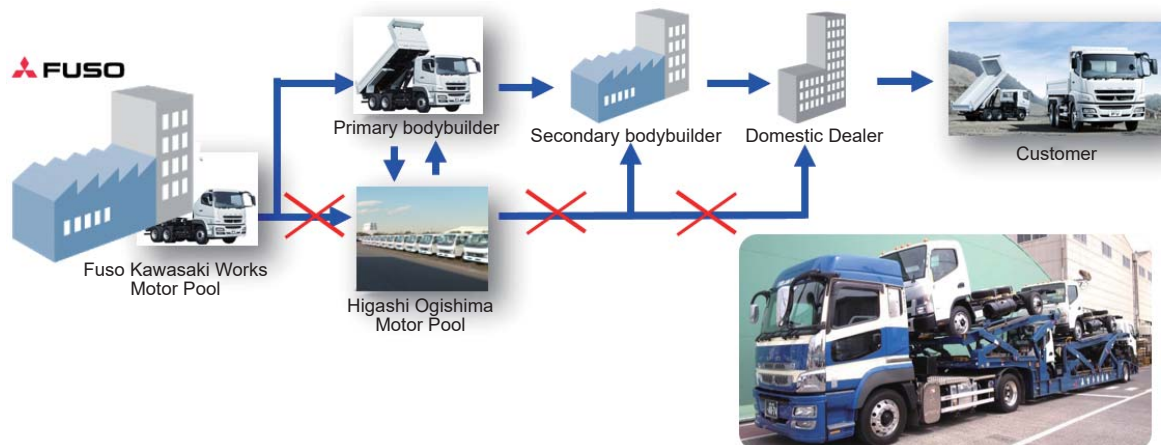 FUSO
Primary bodybuilder
Secondary bodybuilder
Domestic Dealer
Customer
Fuso Kawasaki Works
Motor Pool
Higashi Ogishima
Motor Pool